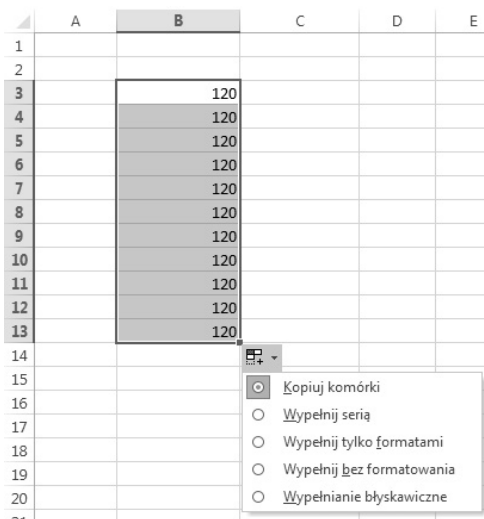 A B C D E
1
2
3 120
4 120
5 120
6 120
7 120
8 120
9 120
10 120
11 120
12 120
13 120
14
15 Kopiuj komórki
16 Wypełnij serią
17 Wypełnij tylko formatami
18
19 Wypełnij bez formatowania
20 Wypełnianie błyskawiczne